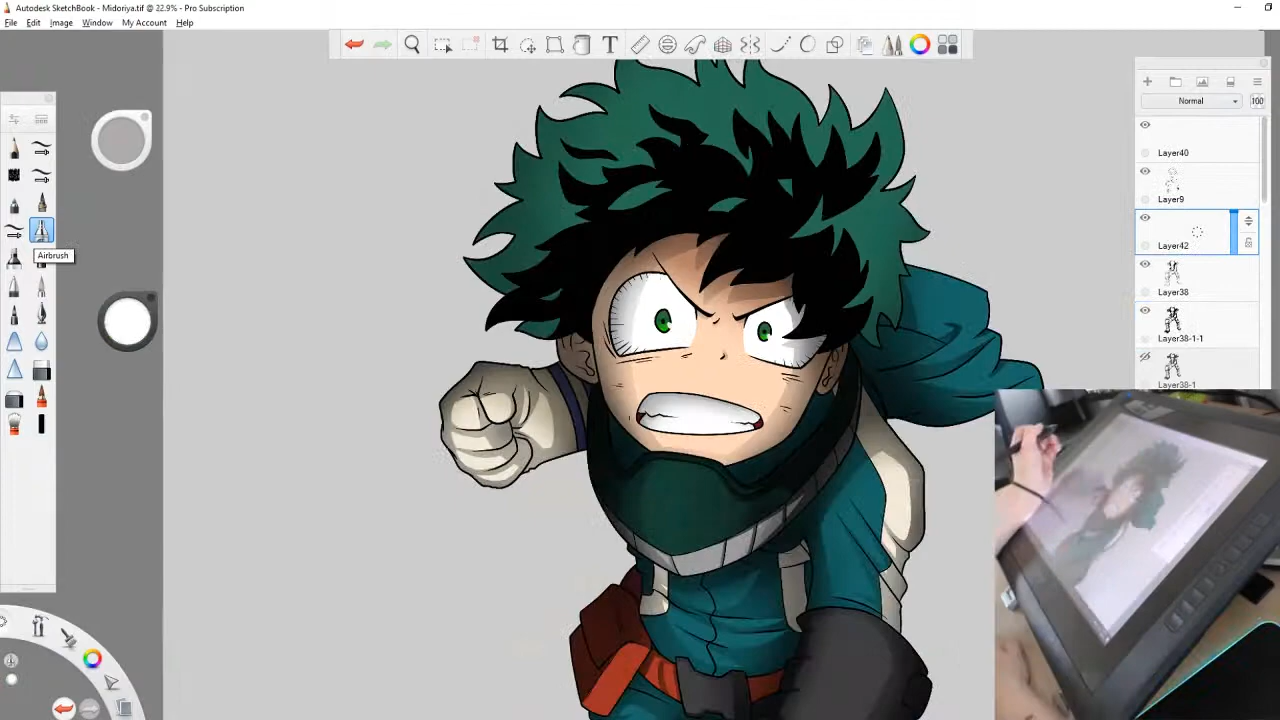 Autodesk SketchBook - Midoriya.tif @ 22.9% - Pro Subscription
File Edit Image Window My Account Help
T
Normal 100
Layer40
Layer9
Airbrush
Layer42
Layer38
Layer38-1-1
Layer38-1